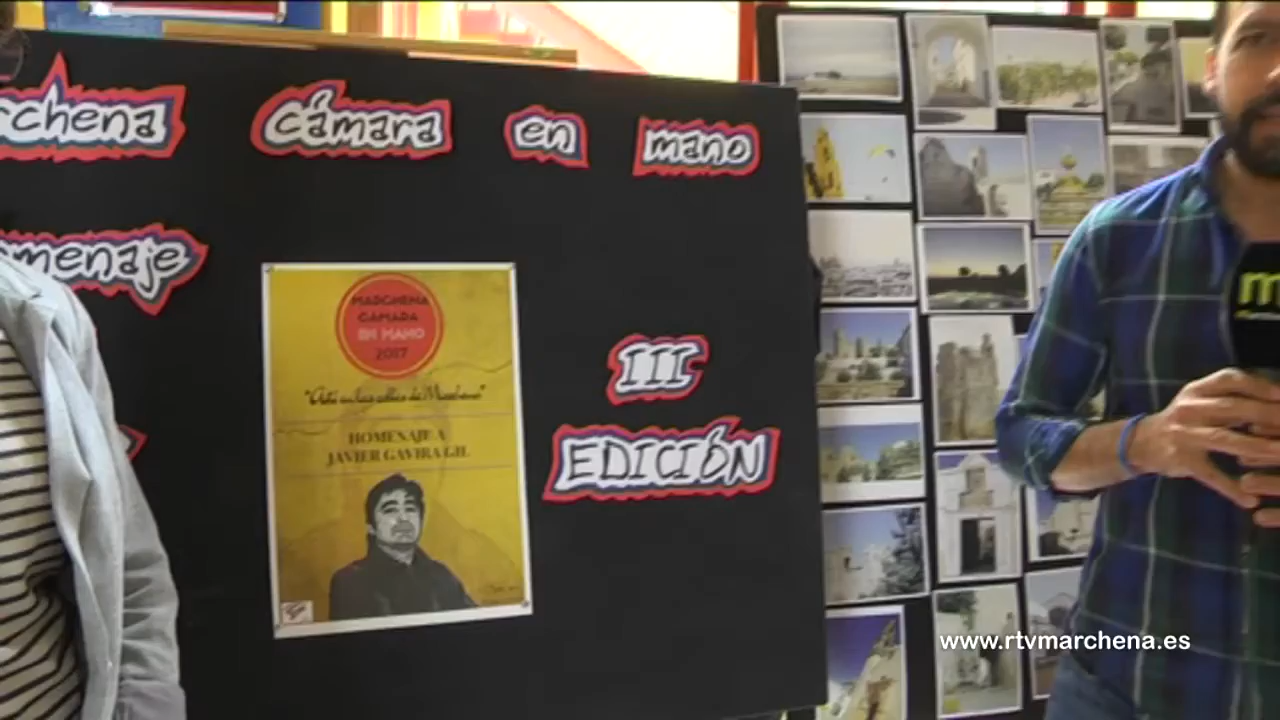 rchena cámara en mano
menaje
III
EDICIÓN
MARCHENA
CÁMARA
EN MANO
2017
HOMENAJE A
JAVIER GAVIRA GIL
m
www.rtvmarchena.es